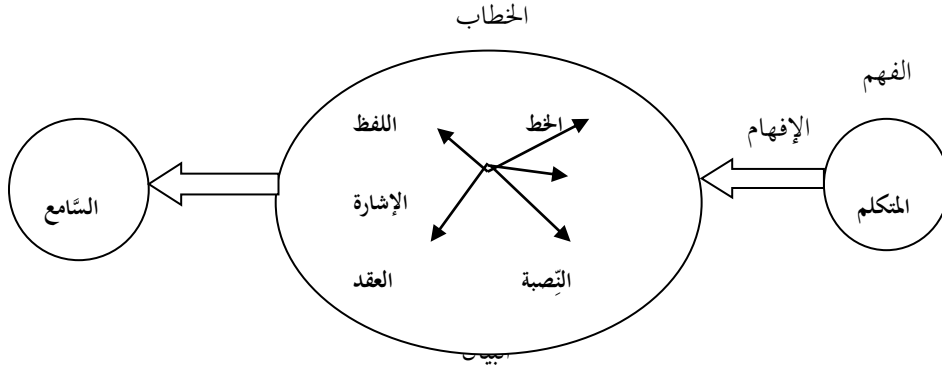 الخطاب
الفهم
الإفهام
الخط
اللفظ
المتكلم
الإشارة
السَّامع
النِّصبة
العقد